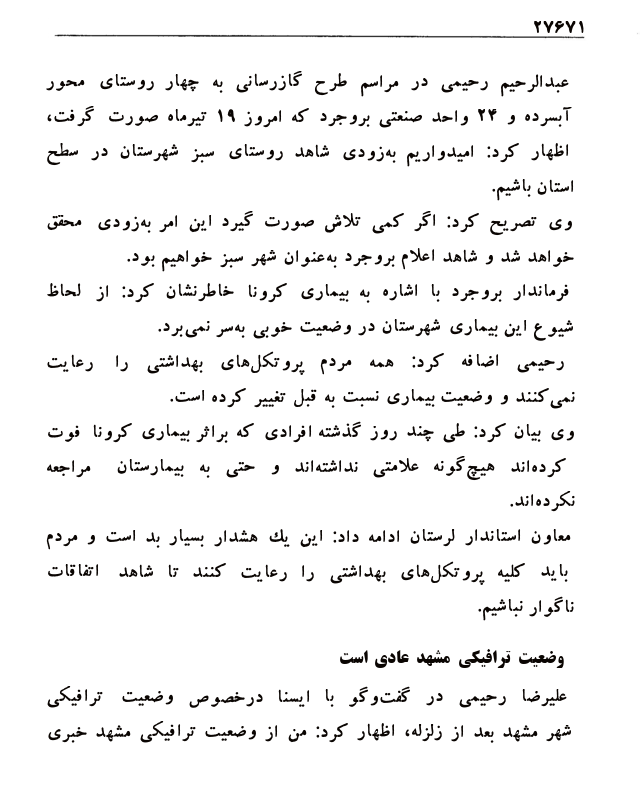 ۲۷۶۷۱
عبدالرحیم رحیمی در مراسم طرح گازرسانی به چهار روستای محور
آبسرده و ۲۴ واحد صنعتی بروجرد که امروز ۱۹ تیرماه صورت گرفت،
اظهار کرد: امیدواریم به‌زودی شاهد روستای سبز شهرستان در سطح
استان باشیم.
وی تصریح کرد: اگر کمی تلاش صورت گیرد این امر به‌زودی محقق
خواهد شد و شاهد اعلام بروجرد به‌عنوان شهر سبز خواهیم بود.
فرماندار بروجرد با اشاره به بیماری کرونا خاطرنشان کرد: از لحاظ
شیوع این بیماری شهرستان در وضعیت خوبی به‌سر نمی‌برد.
رحیمی اضافه کرد: همه مردم پروتکل‌های بهداشتی را رعایت
نمی‌کنند و وضعیت بیماری نسبت به قبل تغییر کرده است.
وی بیان کرد: طی چند روز گذشته افرادی که براثر بیماری کرونا فوت
کرده‌اند هیچ‌گونه علامتی نداشته‌اند و حتی به بیمارستان مراجعه
نکرده‌اند.
معاون استاندار لرستان ادامه داد: این یك هشدار بسیار بد است و مردم
باید کلیه پروتکل‌های بهداشتی را رعایت کنند تا شاهد اتفاقات
ناگوار نباشیم.
وضعیت ترافیکی مشهد عادی است
علیرضا رحیمی در گفت‌وگو با ایسنا درخصوص وضعیت ترافیکی
شهر مشهد بعد از زلزله، اظهار کرد: من از وضعیت ترافیکی مشهد خبری